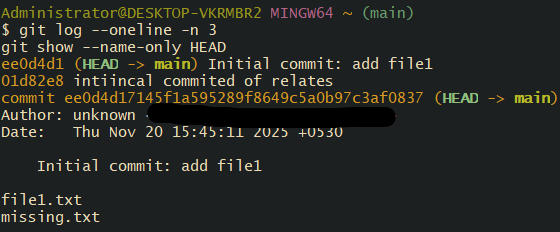 Administrator@DESKTOP-VKRMBR2 MINGW64 ~ (main)
$ git log --oneline -n 3
git show --name-only HEAD
ee0d4d1 (HEAD -> main) Initial commit: add file1
01d82e8 intiincal commited of relates
commit ee0d4d17145f1a595289f8649c5a0b97c3af0837 (HEAD -> main)
Author: unknown
Date:   Thu Nov 20 15:45:11 2025 +0530
    Initial commit: add file1
file1.txt
missing.txt